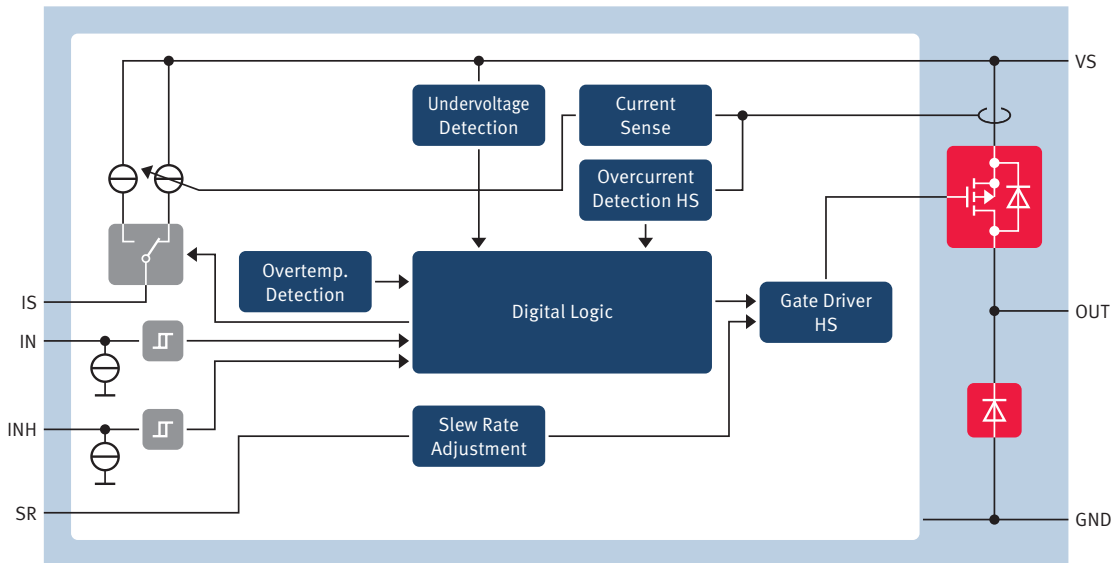 VS
Undervoltage
Detection
Current
Sense
Overcurrent
Detection HS
Overtemp.
Detection
Digital Logic
Gate Driver
HS
IS
IN
OUT
INH
Slew Rate
Adjustment
SR
GND